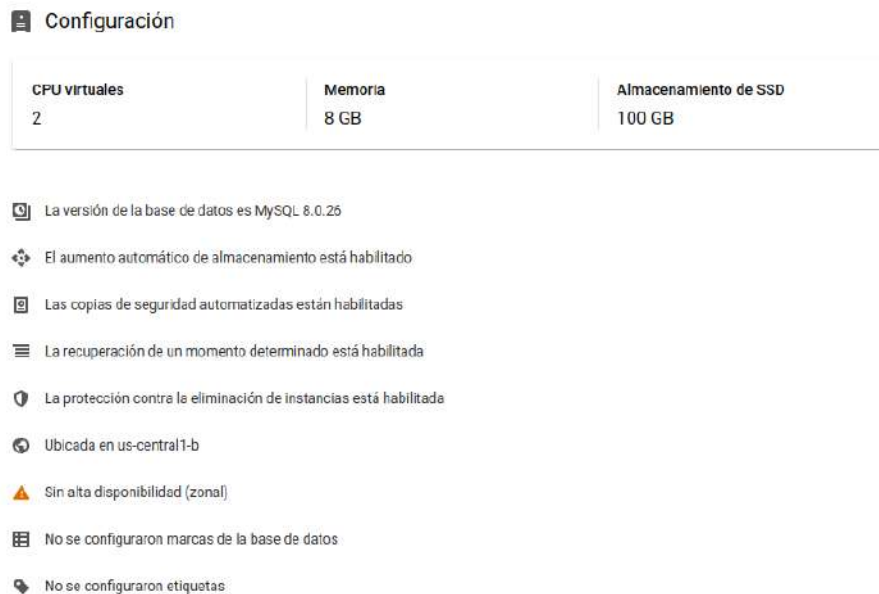 Configuración
CPU virtuales
2
Memoria
8 GB
Almacenamiento de SSD
100 GB
La versión de la base de datos es MySQL 8.0.26
El aumento automático de almacenamiento está habilitado
Las copias de seguridad automatizadas están habilitadas
La recuperación de un momento determinado está habilitada
La protección contra la eliminación de instancias está habilitada
Ubicada en us-central1-b
Sin alta disponibilidad (zonal)
No se configuraron marcas de la base de datos
No se configuraron etiquetas